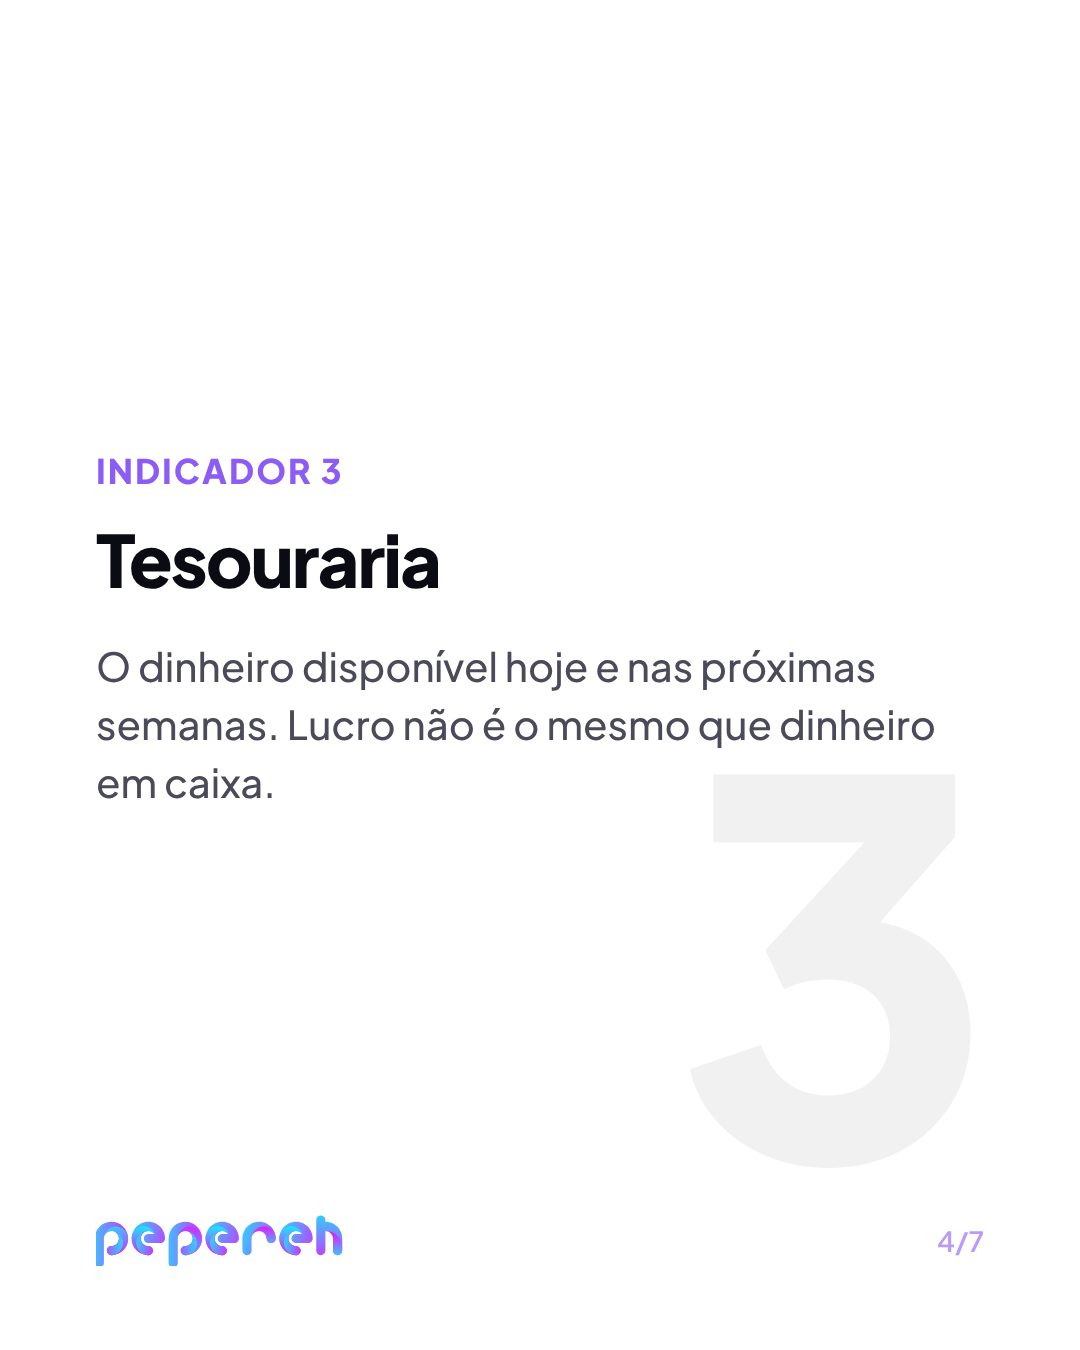 INDICADOR 3
Tesouraria
O dinheiro disponível hoje e nas próximas
semanas. Lucro não é o mesmo que dinheiro
em caixa.
3
pepereh
4/7